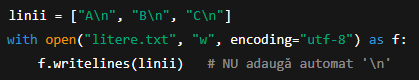 linii = ["A\n", "B\n", "C\n"]
with open("litere.txt", "w", encoding="utf-8") as f:
    f.writelines(linii)   # NU adaugă automat '\n'